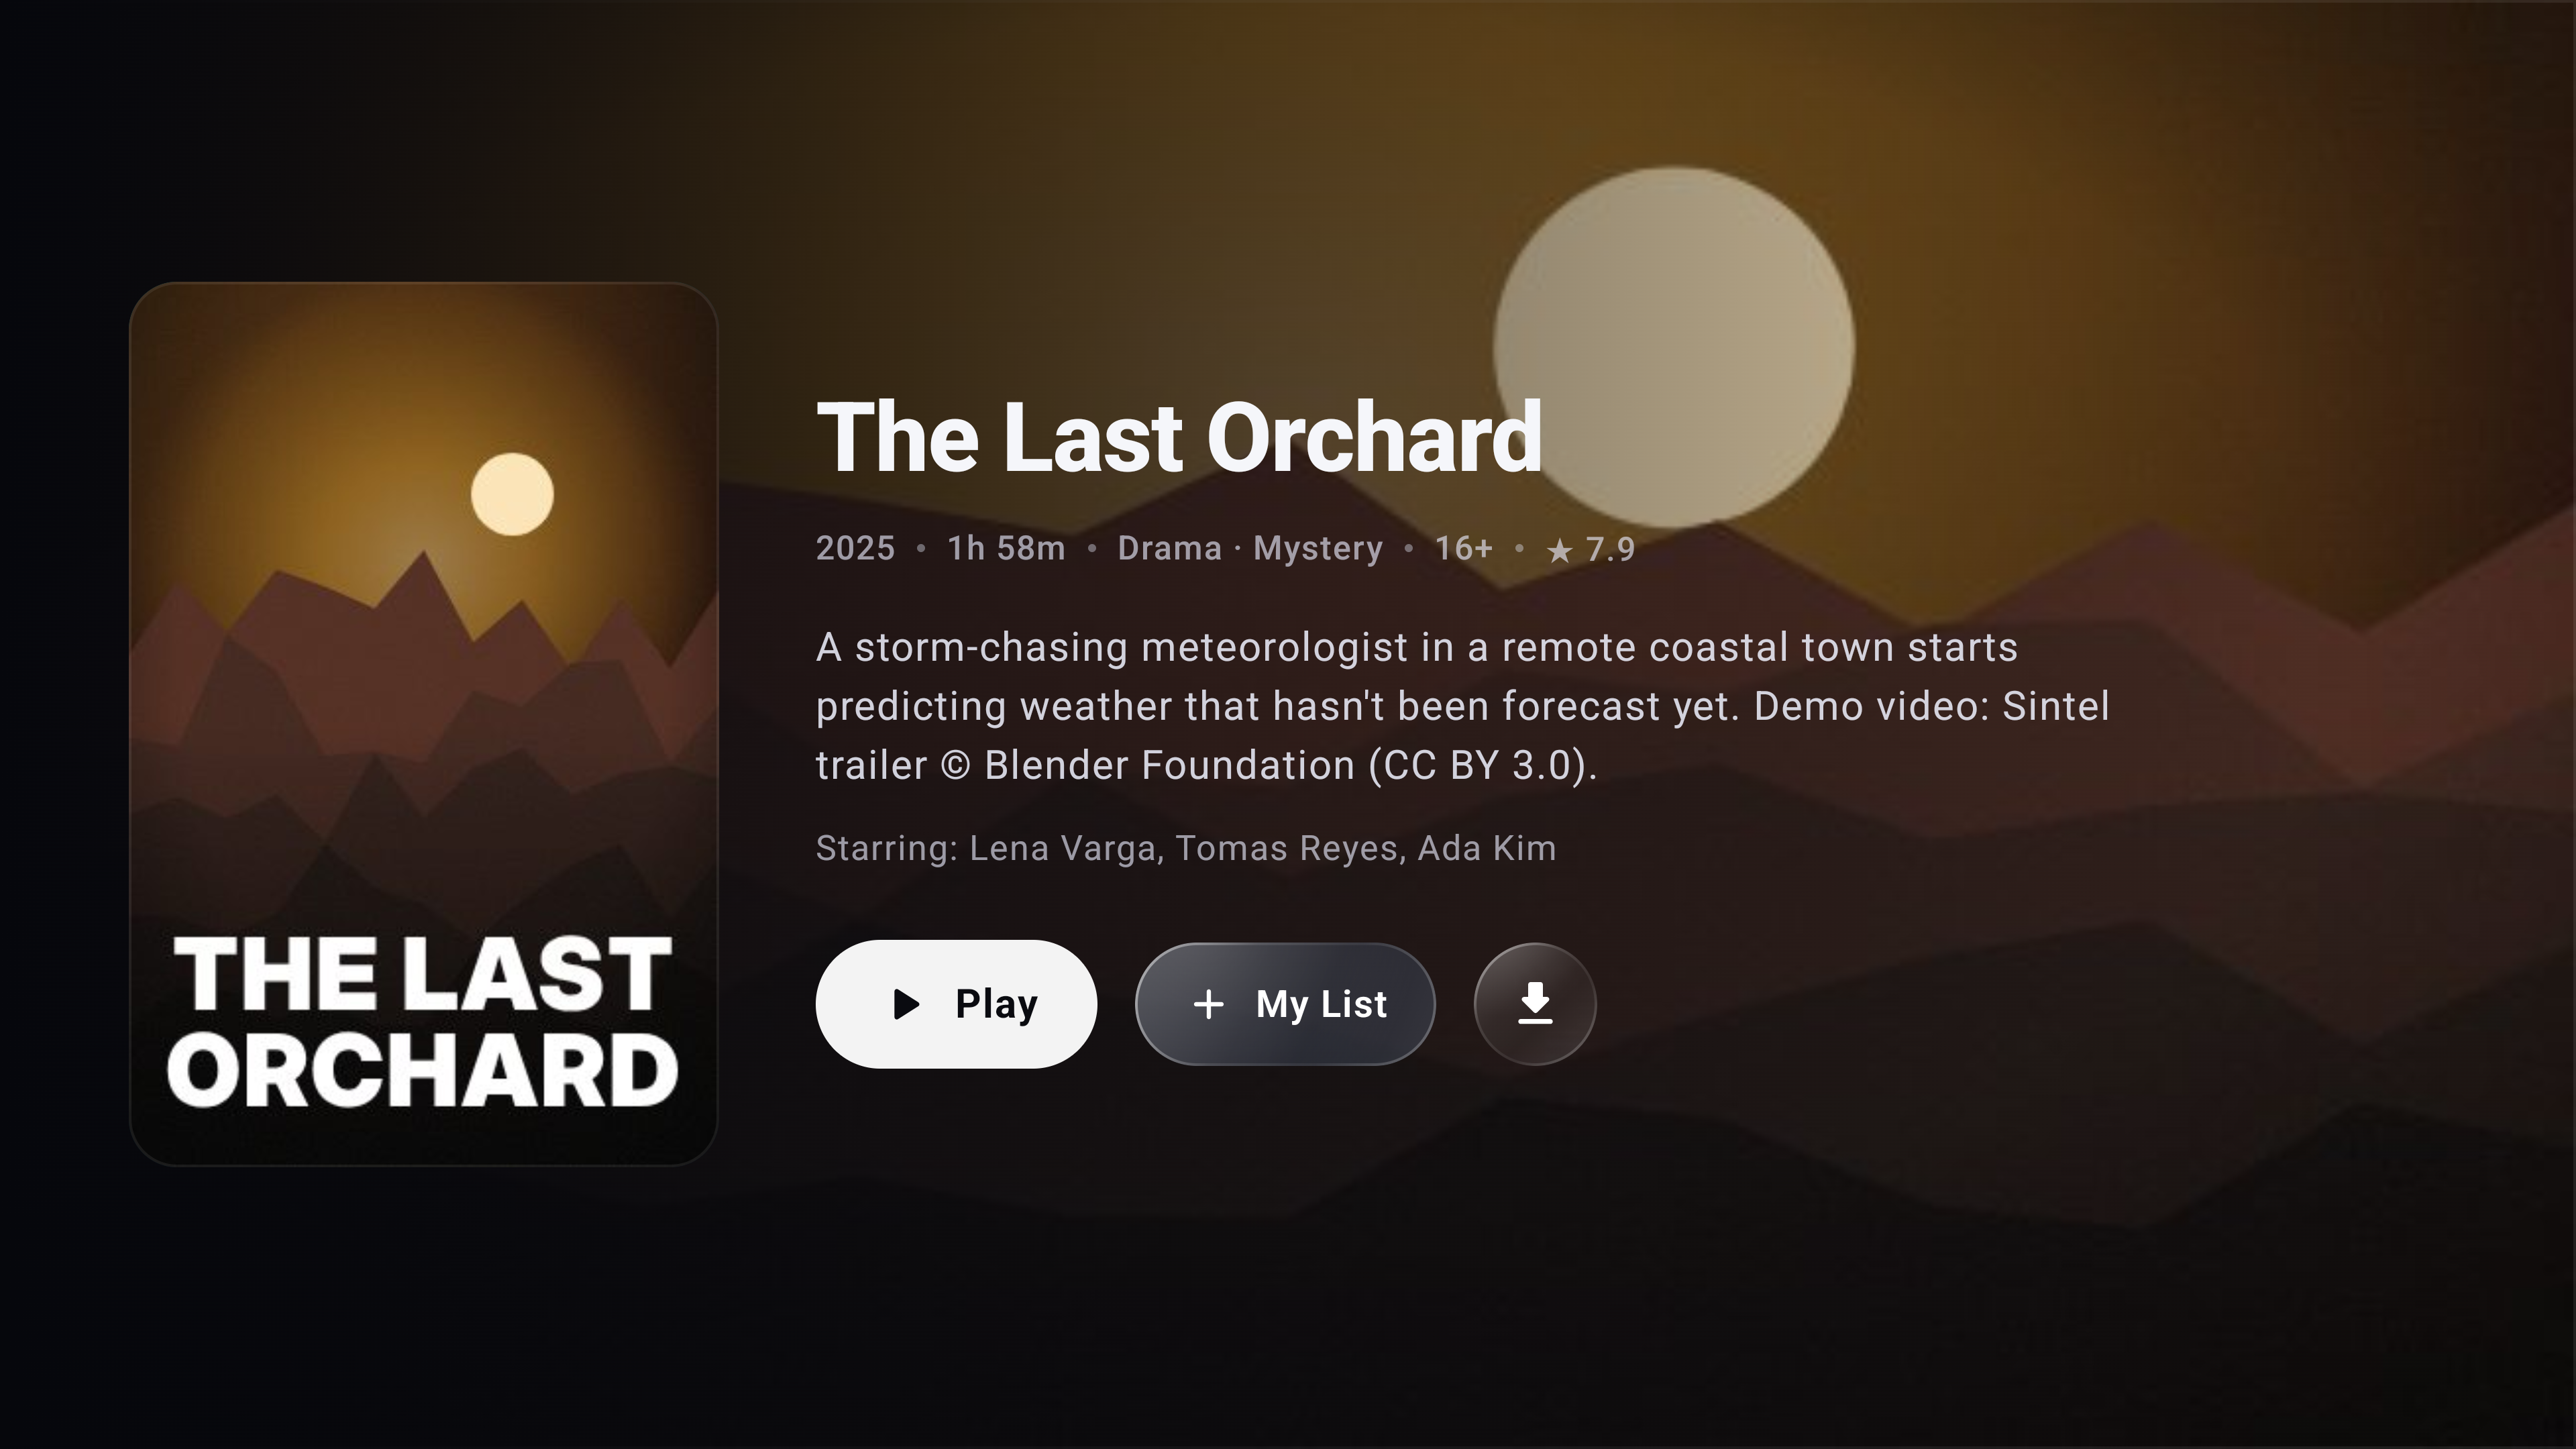 THE LAST
ORCHARD
The Last Orchard
2025 • 1h 58m • Drama · Mystery • 16+ • ★ 7.9
A storm-chasing meteorologist in a remote coastal town starts
predicting weather that hasn't been forecast yet. Demo video: Sintel
trailer © Blender Foundation (CC BY 3.0).
Starring: Lena Varga, Tomas Reyes, Ada Kim
Play
My List